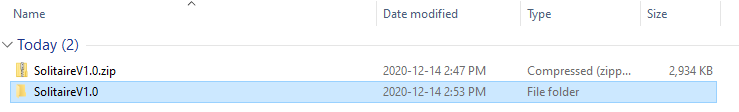 Name Date modified Type Size
Today (2)
SolitaireV1.0.zip 2020-12-14 2:47 PM Compressed (zipp... 2,934 KB
SolitaireV1.0 2020-12-14 2:53 PM File folder